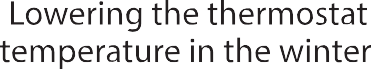 Lowering the thermostat
temperature in the winter